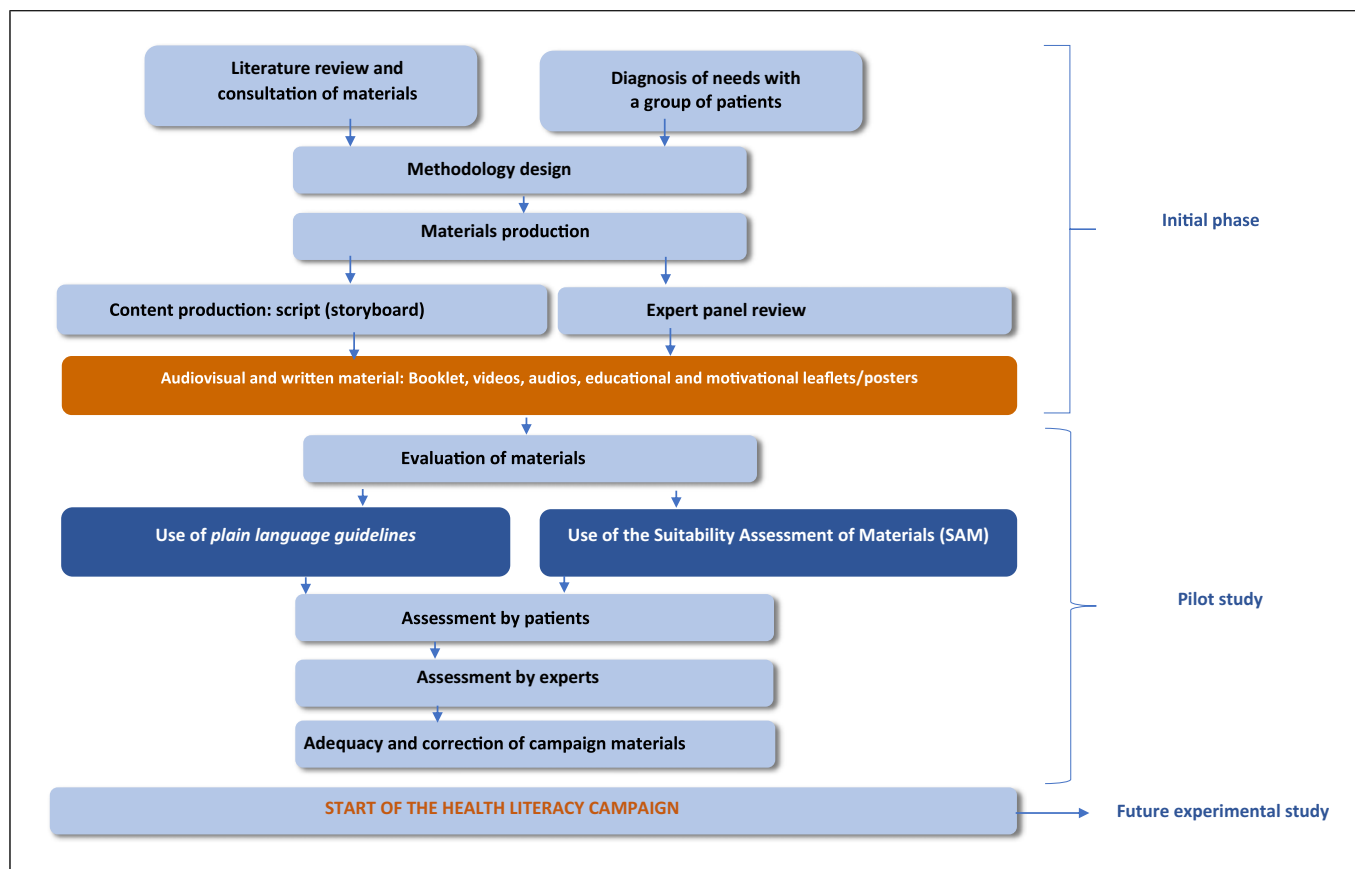 Literature review and
consultation of materials
Diagnosis of needs with
a group of patients
Methodology design
Materials production
Initial phase
Content production: script (storyboard)
Expert panel review
Audiovisual and written material: Booklet, videos, audios, educational and motivational leaflets/posters
Evaluation of materials
Use of plain language guidelines
Use of the Suitability Assessment of Materials (SAM)
Assessment by patients
Pilot study
Assessment by experts
Adequacy and correction of campaign materials
START OF THE HEALTH LITERACY CAMPAIGN
Future experimental study